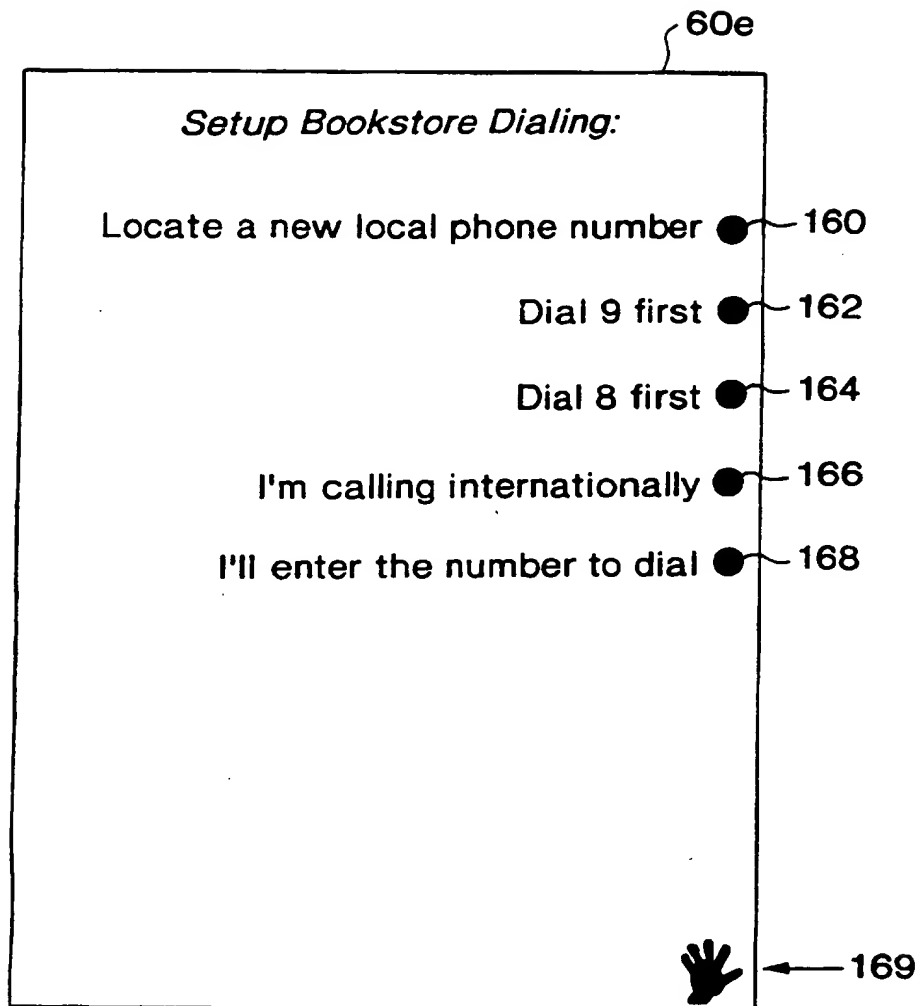 60e
Setup Bookstore Dialing:
Locate a new local phone number 160
Dial 9 first 162
Dial 8 first 164
I'm calling internationally 166
I'll enter the number to dial 168
169